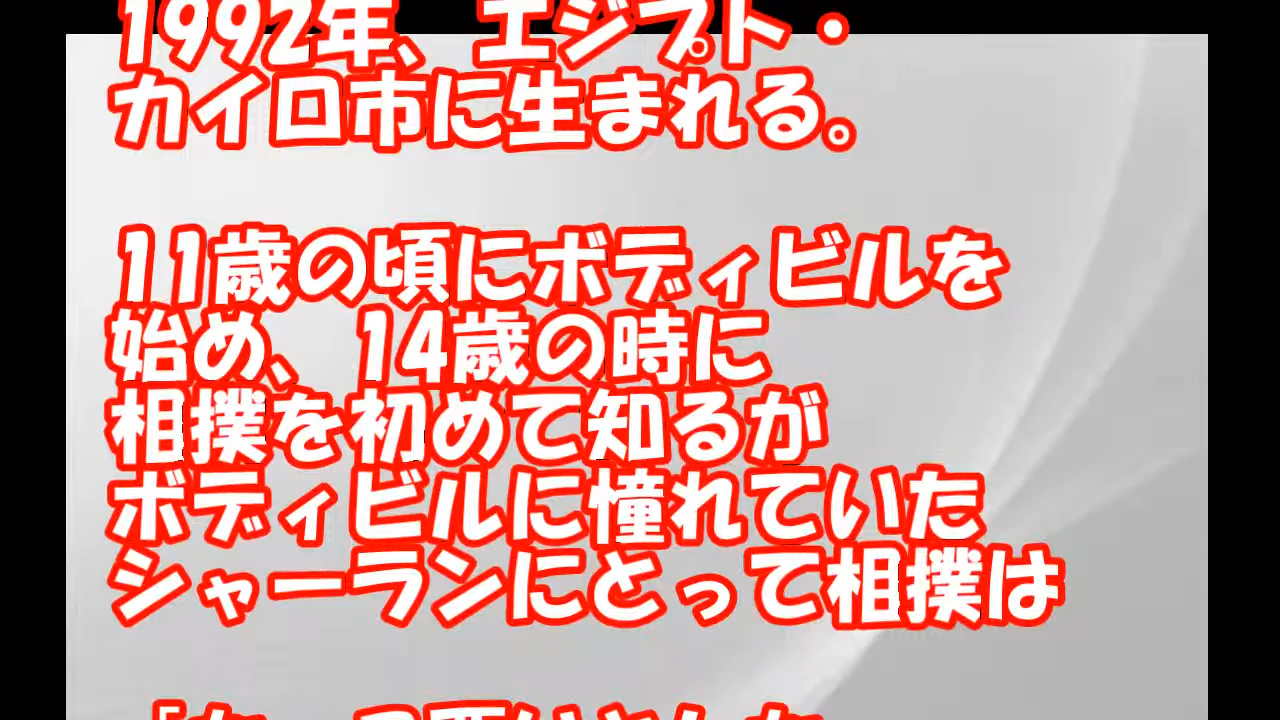 1992年、エジプト・
カイロ市に生まれる。
11歳の頃にボディビルを
始め、14歳の時に
相撲を初めて知るが
ボディビルに憧れていた
シャーランにとって相撲は